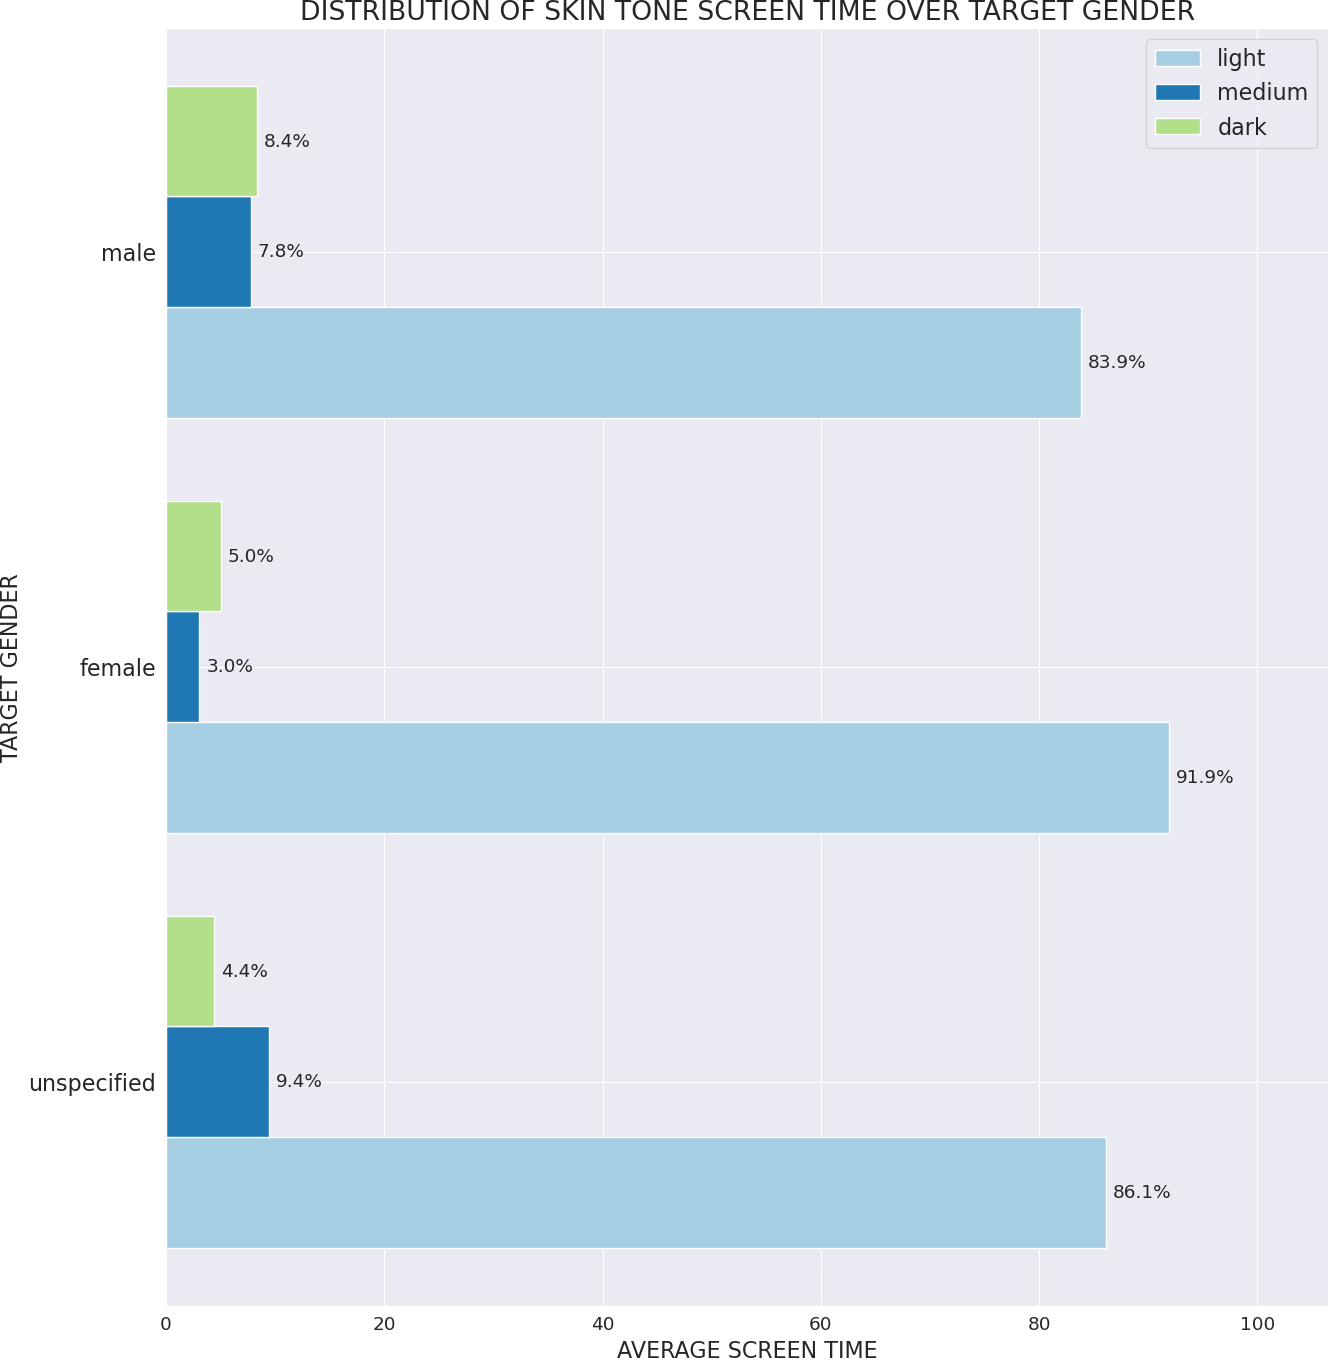 DISTRIBUTION OF SKIN TONE SCREEN TIME OVER TARGET GENDER
light
medium
dark
8.4%
male
7.8%
83.9%
5.0%
female
3.0%
91.9%
TARGET GENDER
4.4%
unspecified
9.4%
86.1%
0 20 40 60 80 100
AVERAGE SCREEN TIME